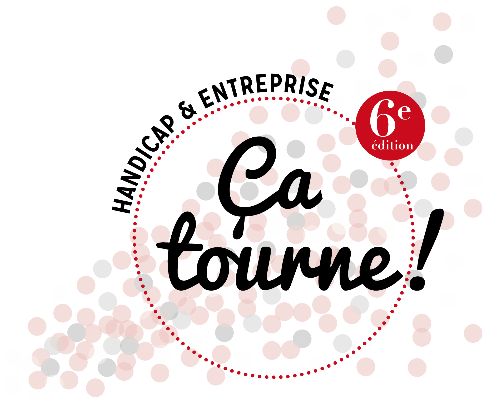 HANDICAP & ENTREPRISE
6e
édition
Ça
tourne!